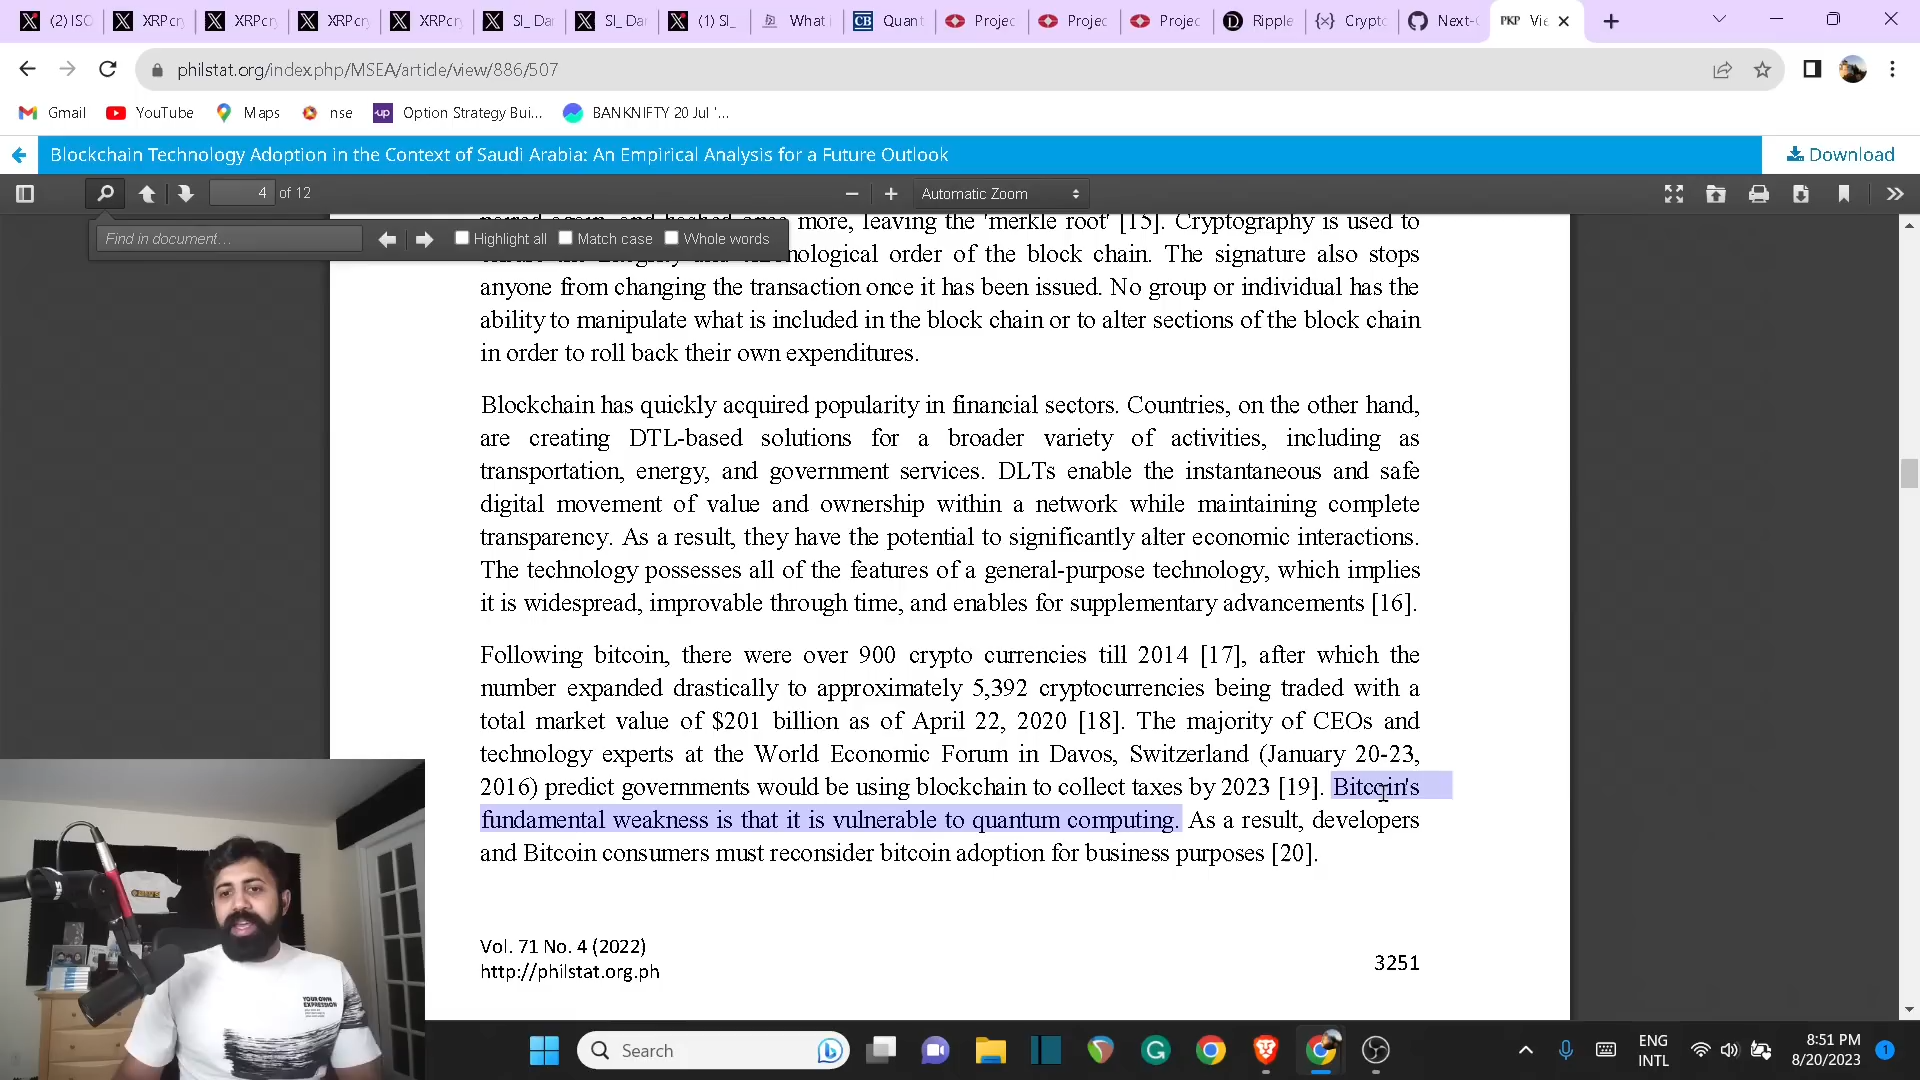 (2) ISO
XRPcry
XRPcr
XRPcry
XRPcry
SI_ Dar
SI_ Da
(1) SI_
What i
CB
Quant
Projec
Projec
Projec
Ripple
Crypto
Next-G
PKP
Vie
philstat.org/index.php/MSEA/article/view/886/507
Gmail
YouTube
Maps
nse
up
Option Strategy Bui...
BANKNIFTY 20 Jul '...
Blockchain Technology Adoption in the Context of Saudi Arabia: An Empirical Analysis for a Future Outlook
Download
4 of 12
Automatic Zoom
Find in document...
Highlight all
Match case
Whole words
more, leaving the 'merkle root' [15]. Cryptography is used to
nological order of the block chain. The signature also stops
anyone from changing the transaction once it has been issued. No group or individual has the
ability to manipulate what is included in the block chain or to alter sections of the block chain
in order to roll back their own expenditures.
Blockchain has quickly acquired popularity in financial sectors. Countries, on the other hand,
are creating DTL-based solutions for a broader variety of activities, including as
transportation, energy, and government services. DLTs enable the instantaneous and safe
digital movement of value and ownership within a network while maintaining complete
transparency. As a result, they have the potential to significantly alter economic interactions.
The technology possesses all of the features of a general-purpose technology, which implies
it is widespread, improvable through time, and enables for supplementary advancements [16].
Following bitcoin, there were over 900 crypto currencies till 2014 [17], after which the
number expanded drastically to approximately 5,392 cryptocurrencies being traded with a
total market value of $201 billion as of April 22, 2020 [18]. The majority of CEOs and
technology experts at the World Economic Forum in Davos, Switzerland (January 20-23,
2016) predict governments would be using blockchain to collect taxes by 2023 [19]. Bitcoin's
fundamental weakness is that it is vulnerable to quantum computing. As a result, developers
and Bitcoin consumers must reconsider bitcoin adoption for business purposes [20].
Vol. 71 No. 4 (2022)
http://philstat.org.ph
3251
YOUR OWN
EXPRESSION
Search
ENG
INTL
8:51 PM
8/20/2023
1